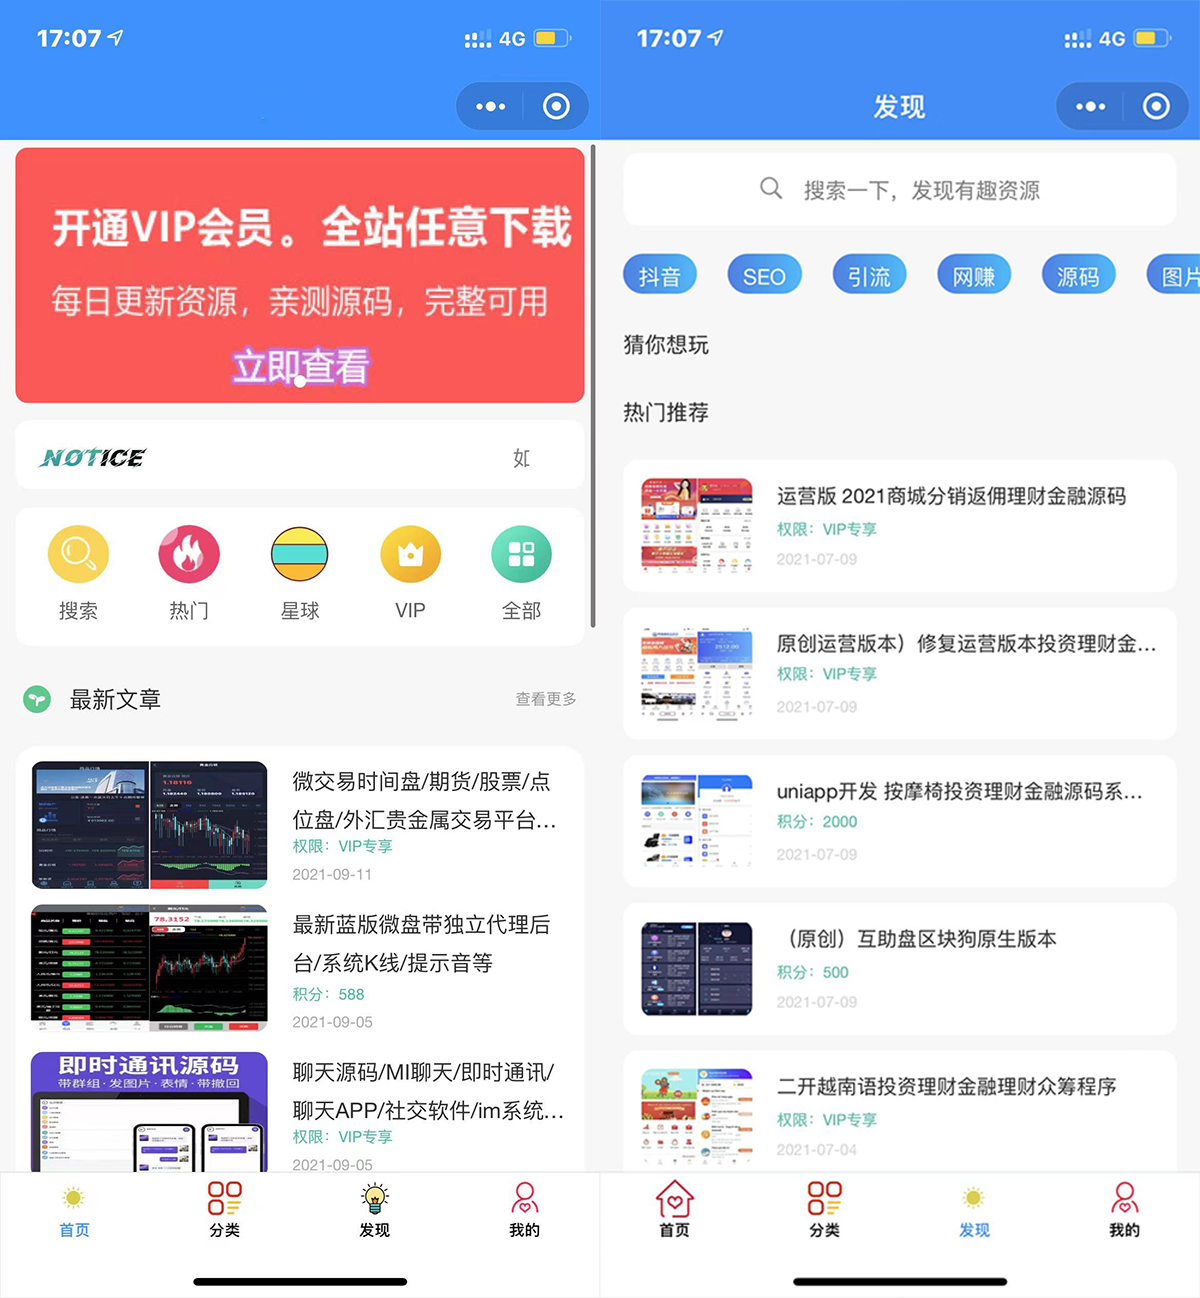 17:07
4G
开通VIP会员。全站任意下载
每日更新资源，亲测源码，完整可用
立即查看
NOTICE
如
搜索
热门
星球
VIP
全部
最新文章
查看更多
微交易时间盘/期货/股票/点
位盘/外汇贵金属交易平台...
权限：VIP专享
2021-09-11
78.3152
最新蓝版微盘带独立代理后
台/系统K线/提示音等
积分：588
2021-09-05
即时通讯源码
带群组·发图片·表情·带撤回
聊天源码/MI聊天/即时通讯/
聊天APP/社交软件/im系统...
权限：VIP专享
2021-09-05
首页
分类
发现
我的
17:07
4G
发现
搜索一下，发现有趣资源
抖音
SEO
引流
网赚
源码
图片
猜你想玩
热门推荐
运营版 2021商城分销返佣理财金融源码
权限：VIP专享
2021-07-09
原创运营版本）修复运营版本投资理财金...
权限：VIP专享
2021-07-09
uniapp开发 按摩椅投资理财金融源码系...
积分：2000
2021-07-09
（原创）互助盘区块狗原生版本
积分：500
2021-07-09
二开越南语投资理财金融理财众筹程序
权限：VIP专享
2021-07-04
首页
分类
发现
我的